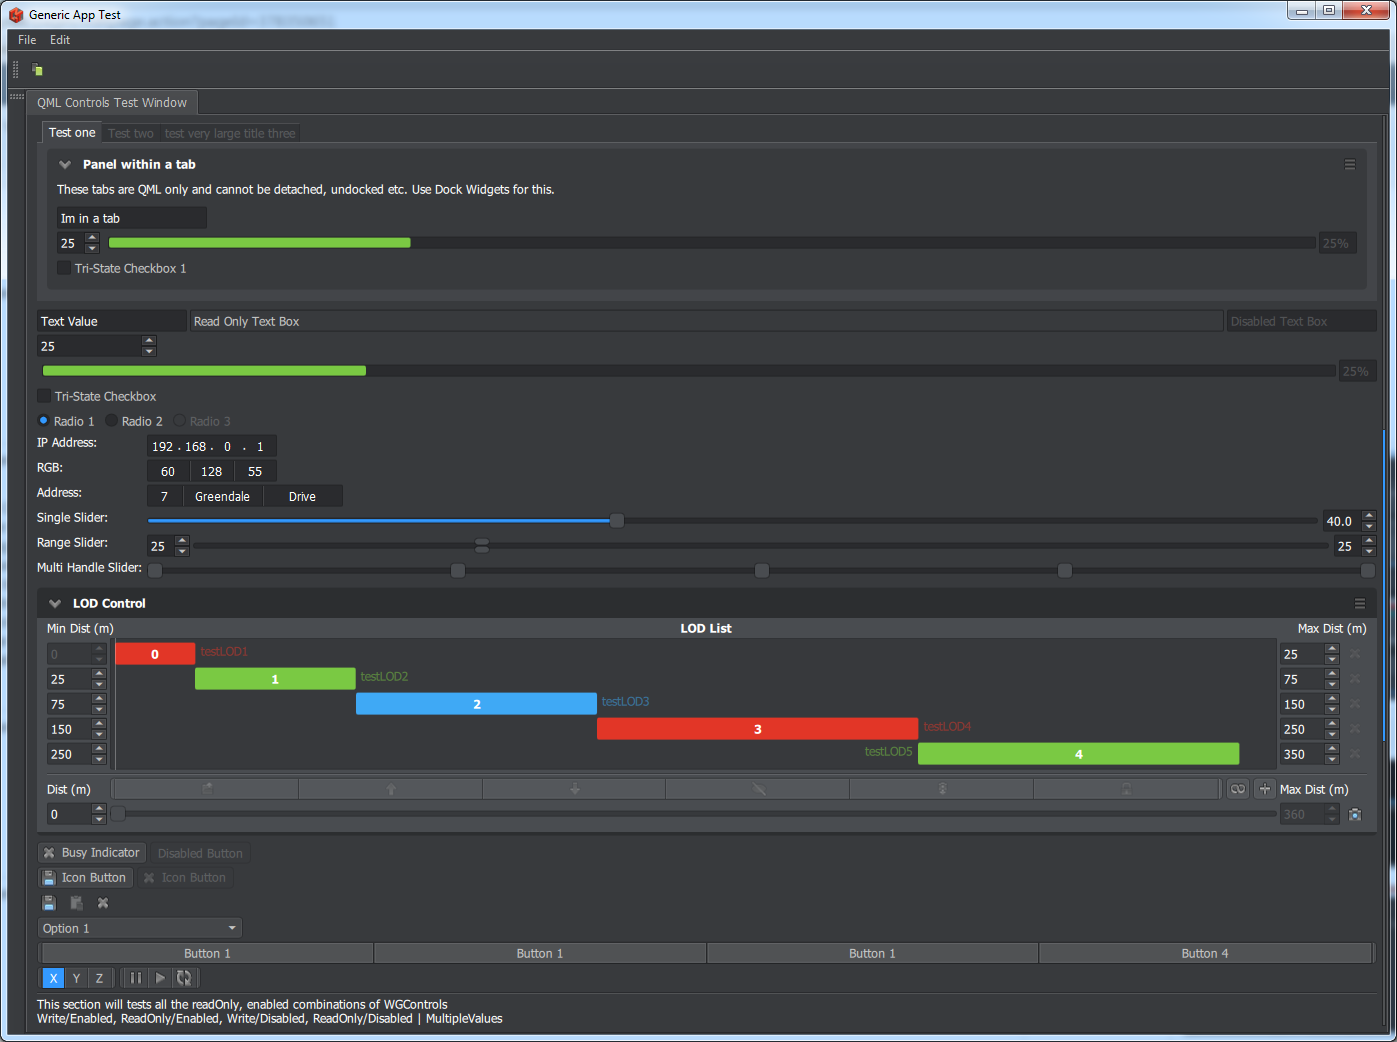 Generic App Test
File Edit
QML Controls Test Window
Test one Test two test very large title three
Panel within a tab
These tabs are QML only and cannot be detached, undocked etc. Use Dock Widgets for this.
Im in a tab
25 25%
Tri-State Checkbox 1
Text Value Read Only Text Box Disabled Text Box
25
25%
Tri-State Checkbox
Radio 1 Radio 2 Radio 3
IP Address: 192 . 168 . 0 . 1
RGB: 60 128 55
Address: 7 Greendale Drive
Single Slider: 40.0
Range Slider: 25 25
Multi Handle Slider:
LOD Control
Min Dist (m) LOD List Max Dist (m)
0 0 testLOD1 25
25 1 testLOD2 75
75 2 testLOD3 150
150 3 testLOD4 250
250 testLOD5 4 350
Dist (m) Max Dist (m)
0 360
Busy Indicator Disabled Button
Icon Button Icon Button
Option 1
Button 1 Button 1 Button 1 Button 4
X Y Z
This section will tests all the readOnly, enabled combinations of WGControls
Write/Enabled, ReadOnly/Enabled, Write/Disabled, ReadOnly/Disabled | MultipleValues